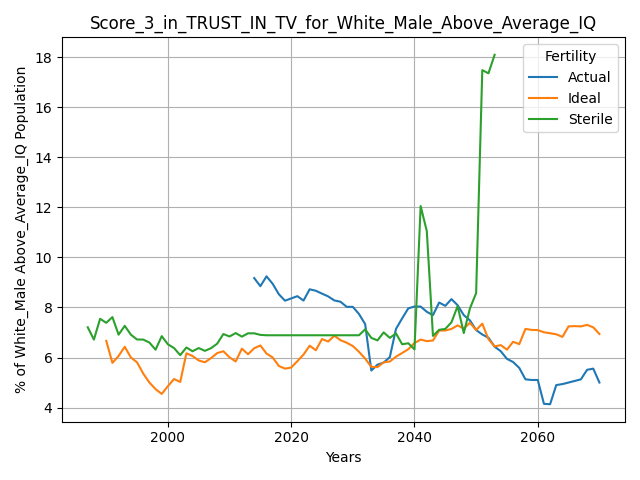 Score_3_in_TRUST_IN_TV_for_White_Male_Above_Average_IQ
% of White_Male Above_Average_IQ Population
18
16
14
12
10
8
6
4
Fertility
Actual
Ideal
Sterile
2000 2020 2040 2060
Years